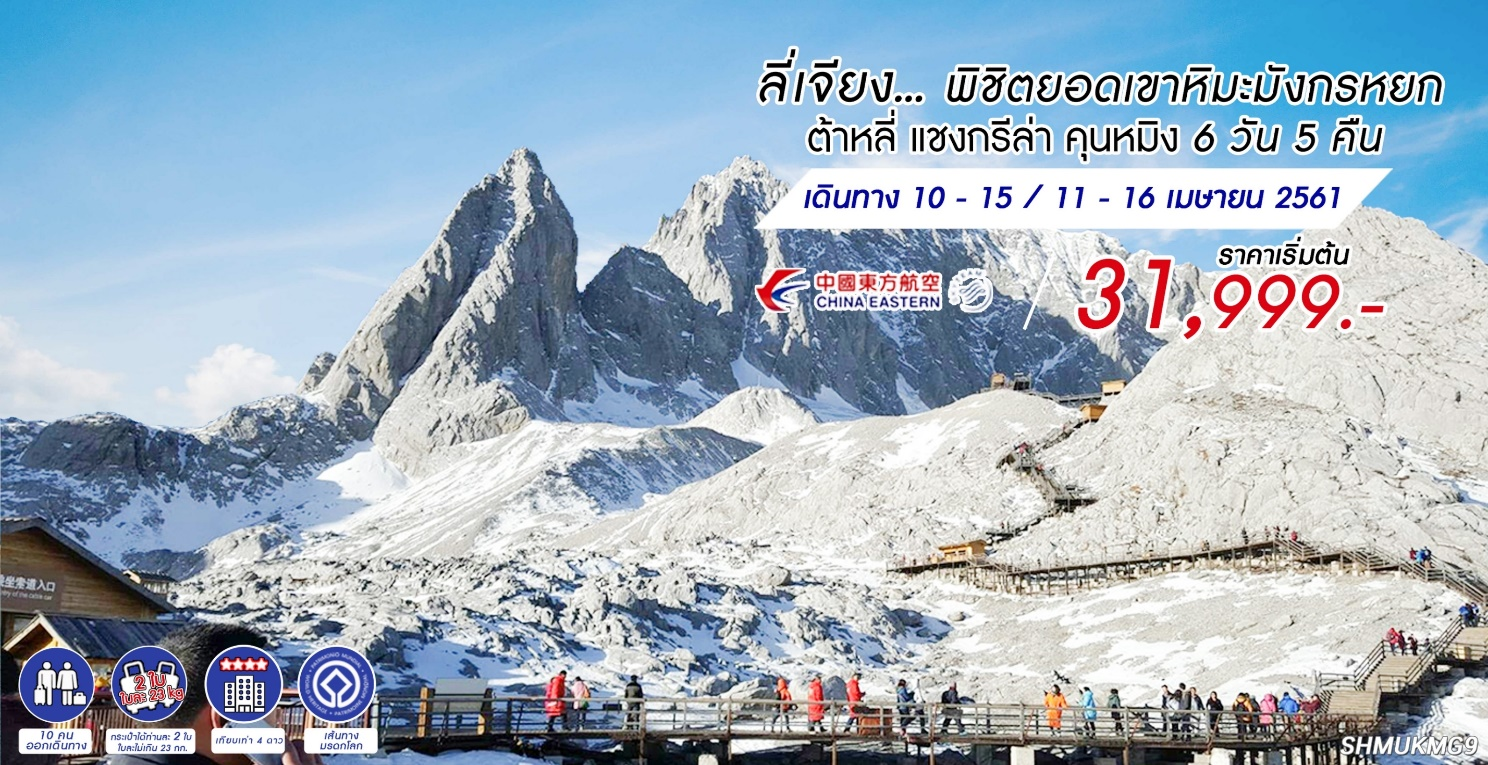 ลี่เจียง... พิชิตยอดเขาหิมะมังกรหยก
ต้าหลี่ แชงกรีล่า คุนหมิง 6 วัน 5 คืน
เดินทาง 10 - 15 / 11 - 16 เมษายน 2561
ราคาเริ่มต้น
中國東方航空
CHINA EASTERN
31,999.-
乘坐索道入口
2 ใบ
ใบละ 23 kg
10 คน
ออกเดินทาง
กระเป๋าได้ท่านละ 2 ใบ
ใบละไม่เกิน 23 กก.
เทียบเท่า 4 ดาว
เส้นทาง
มรดกโลก
SHMUKMG9